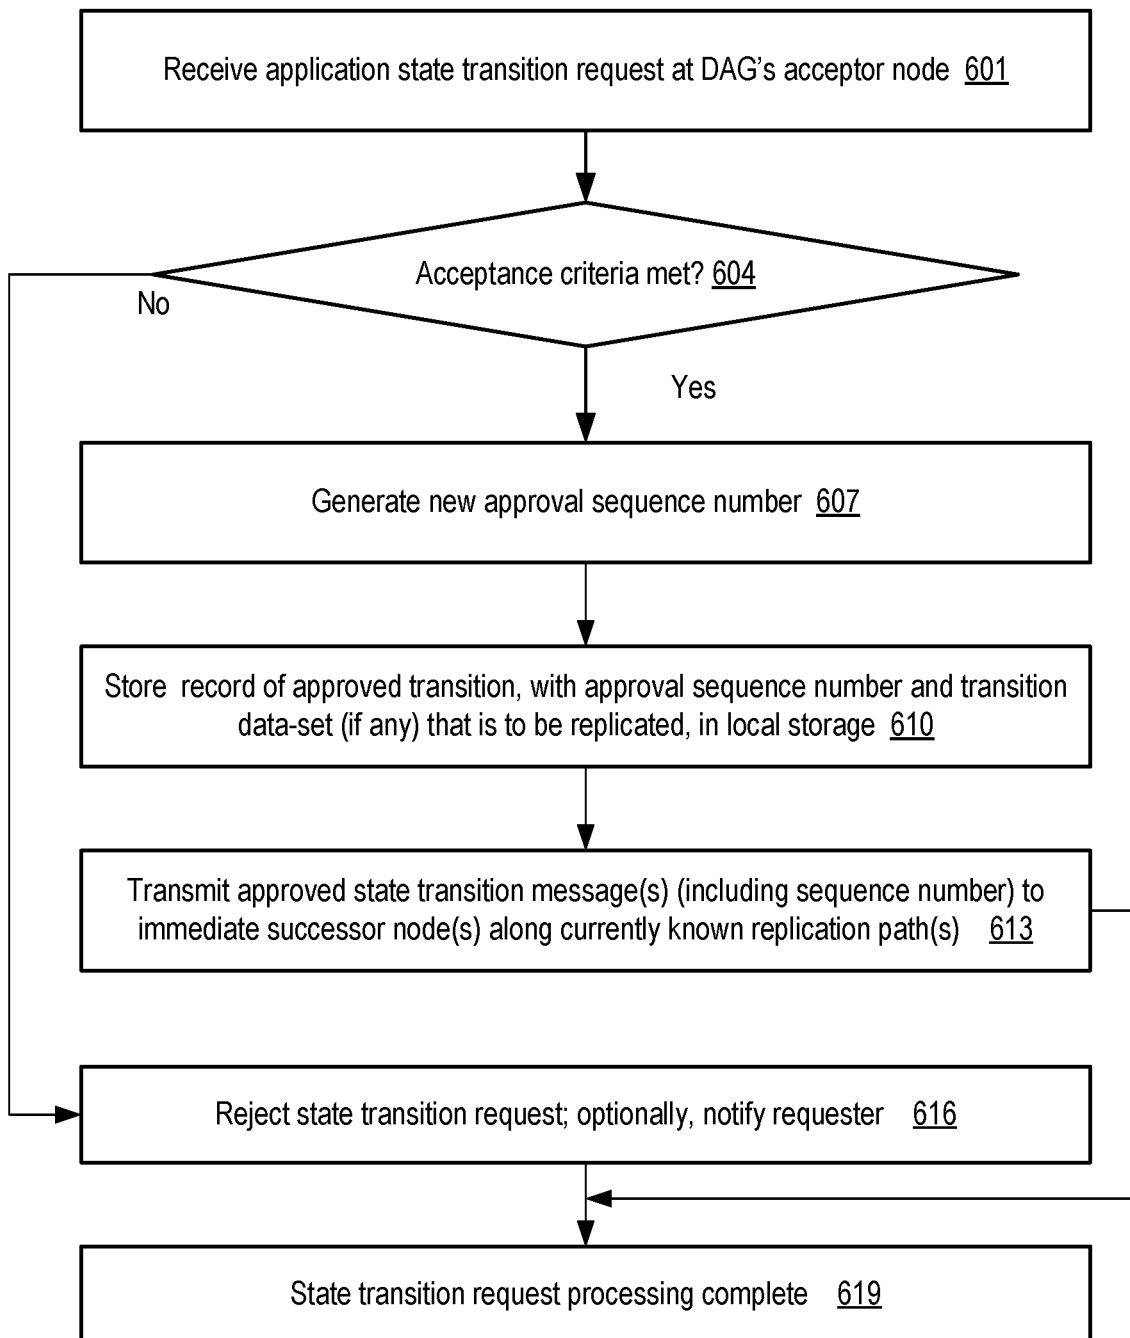 Receive application state transition request at DAG's acceptor node 601
Acceptance criteria met? 604
No
Yes
Generate new approval sequence number 607
Store record of approved transition, with approval sequence number and transition
data-set (if any) that is to be replicated, in local storage 610
Transmit approved state transition message(s) (including sequence number) to
immediate successor node(s) along currently known replication path(s) 613
Reject state transition request; optionally, notify requester 616
State transition request processing complete 619